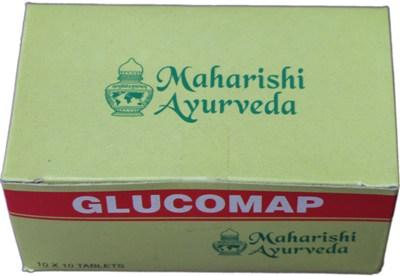 Maharishi
Ayurveda
GLUCOMAP
10 X 10 TABLETS
Maharishi
Ayurveda